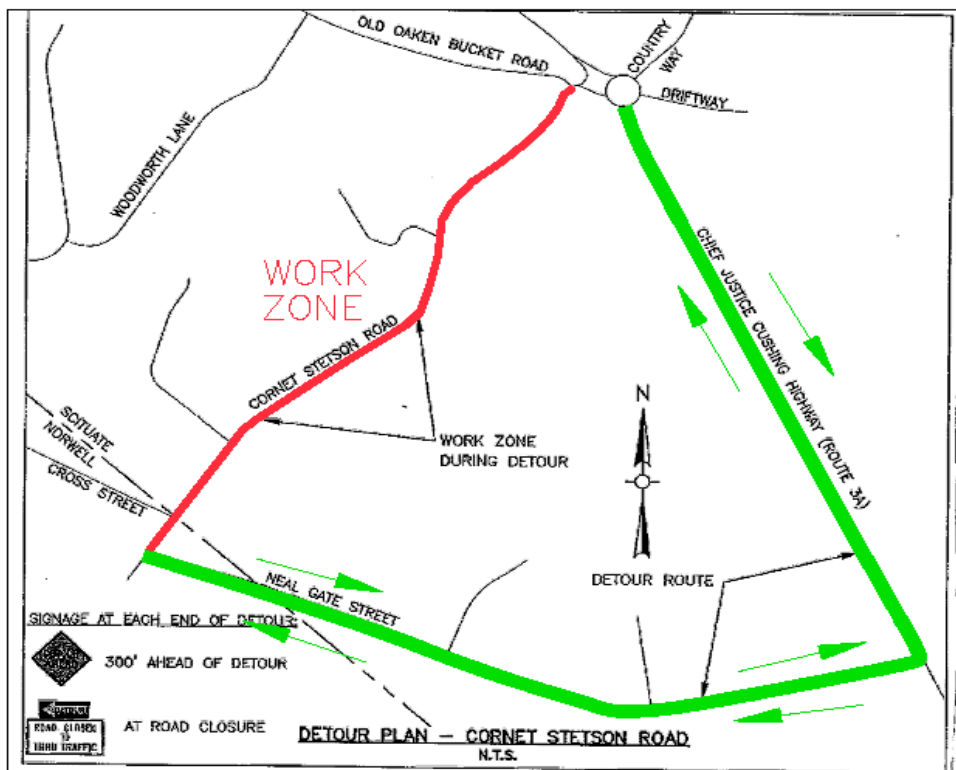 OLD OAKEN BUCKET ROAD
COUNTRY
WAY
DRIFTWAY
WOODWORTH LANE
WORK
ZONE
CHIEF JUSTICE CUSHING HIGHWAY (ROUTE 3A)
CORNET STETSON ROAD
N
SCITUATE
NORWELL
CROSS STREET
WORK ZONE
DURING DETOUR
DETOUR ROUTE
NEAL GATE STREET
SIGNAGE AT EACH END OF DETOUR:
300' AHEAD OF DETOUR
ROAD CLOSED
TO
THRU TRAFFIC
AT ROAD CLOSURE
DETOUR PLAN - CORNET STETSON ROAD
N.T.S.